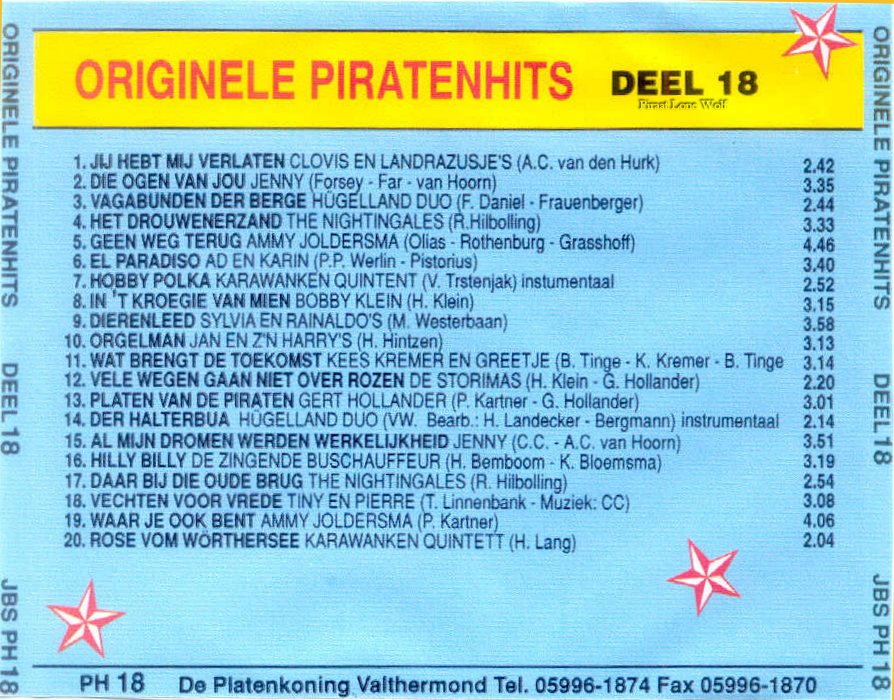 ORIGINELE PIRATENHITS DEEL 18
Pirast Lone Wolf
1. JIJ HEBT MIJ VERLATEN CLOVIS EN LANDRAZUSJE'S (A.C. van den Hurk) 2.42
2. DIE OGEN VAN JOU JENNY (Forsey - Far - van Hoorn) 3.35
3. VAGABUNDEN DER BERGE HÜGELLAND DUO (F. Daniel - Frauenberger) 2.44
4. HET DROUWENERZAND THE NIGHTINGALES (R.Hilbolling) 3.33
5. GEEN WEG TERUG AMMY JOLDERSMA (Olias - Rothenburg - Grasshoff) 4.46
6. EL PARADISO AD EN KARIN (P.P. Werlin - Pistorius) 3.40
7. HOBBY POLKA KARAWANKEN QUINTENT (V. Trstenjak) instumentaal 2.52
8. IN 'T KROEGIE VAN MIEN BOBBY KLEIN (H. Klein) 3.15
9. DIERENLEED SYLVIA EN RAINALDO'S (M. Westerbaan) 3.58
10. ORGELMAN JAN EN Z'N HARRY'S (H. Hintzen) 3.13
11. WAT BRENGT DE TOEKOMST KEES KREMER EN GREETJE (B. Tinge - K. Kremer - B. Tinge 3.14
12. VELE WEGEN GAAN NIET OVER ROZEN DE STORIMAS (H. Klein - G. Hollander) 2.20
13. PLATEN VAN DE PIRATEN GERT HOLLANDER (P. Kartner - G. Hollander) 3.01
14. DER HALTERBUA HÜGELLAND DUO (VW. Bearb.: H. Landecker - Bergmann) instrumentaal 2.14
15. AL MIJN DROMEN WERDEN WERKELIJKHEID JENNY (C.C. - A.C. van Hoorn) 3.51
16. HILLY BILLY DE ZINGENDE BUSCHAUFFEUR (H. Bemboom - K. Bloemsma) 3.19
17. DAAR BIJ DIE OUDE BRUG THE NIGHTINGALES (R. Hilbolling) 2.54
18. VECHTEN VOOR VREDE TINY EN PIERRE (T. Linnenbank - Muziek: CC) 3.08
19. WAAR JE OOK BENT AMMY JOLDERSMA (P. Kartner) 4.06
20. ROSE VOM WÖRTHERSEE KARAWANKEN QUINTETT (H. Lang) 2.04
PH 18 De Platenkoning Valthermond Tel. 05996-1874 Fax 05996-1870
ORIGINELE PIRATENHITS DEEL 18 JBS PH 18
ORIGINELE PIRATENHITS DEEL 18 JBS PH 18